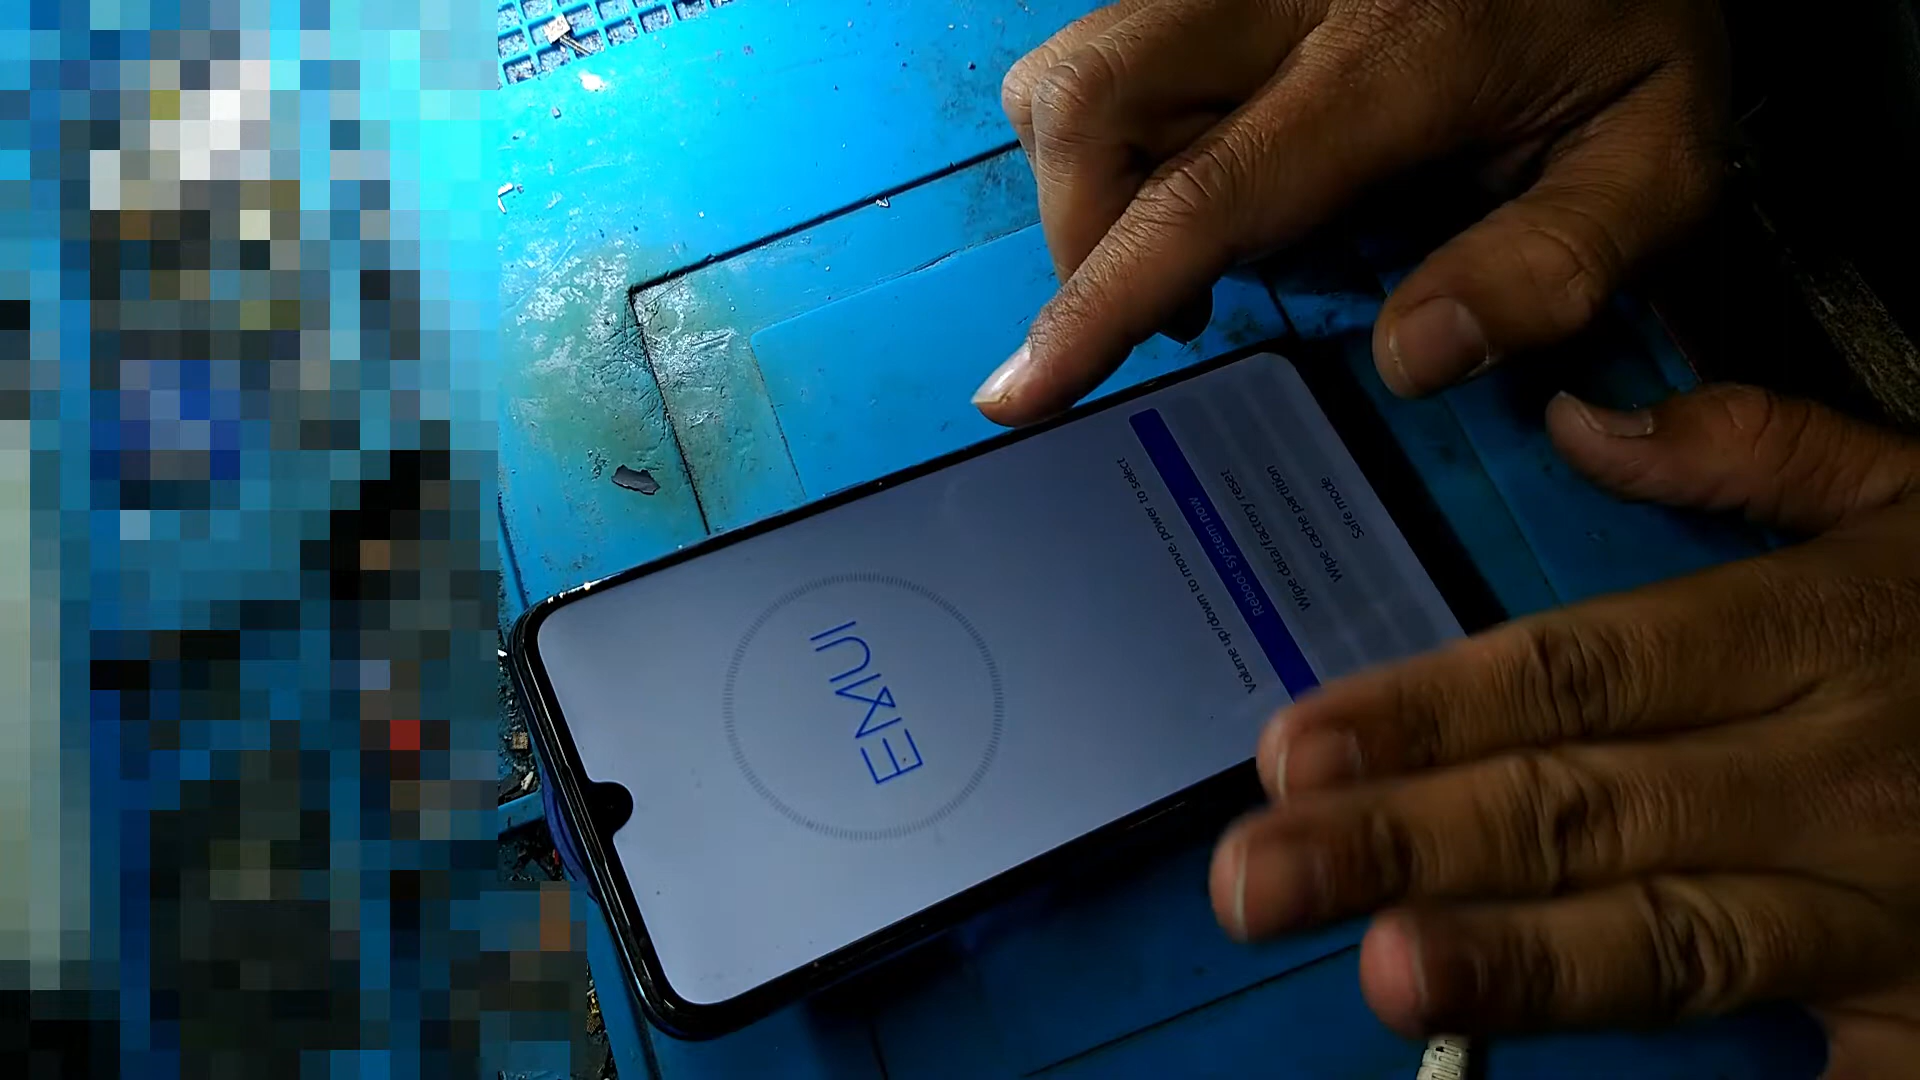 EMUI
Volume up/down to move, power to select
Reboot system now
Wipe data/factory reset
Wipe cache partition
Safe mode